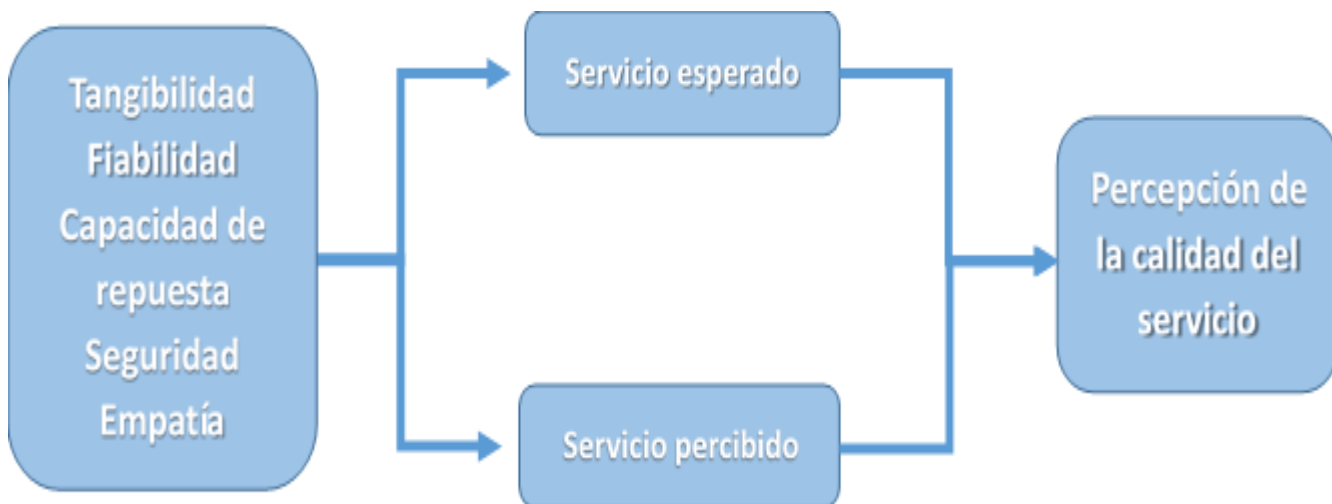 Tangibilidad
Fiabilidad
Capacidad de
repuesta
Seguridad
Empatía
Servicio esperado
Servicio percibido
Percepción de
la calidad del
servicio